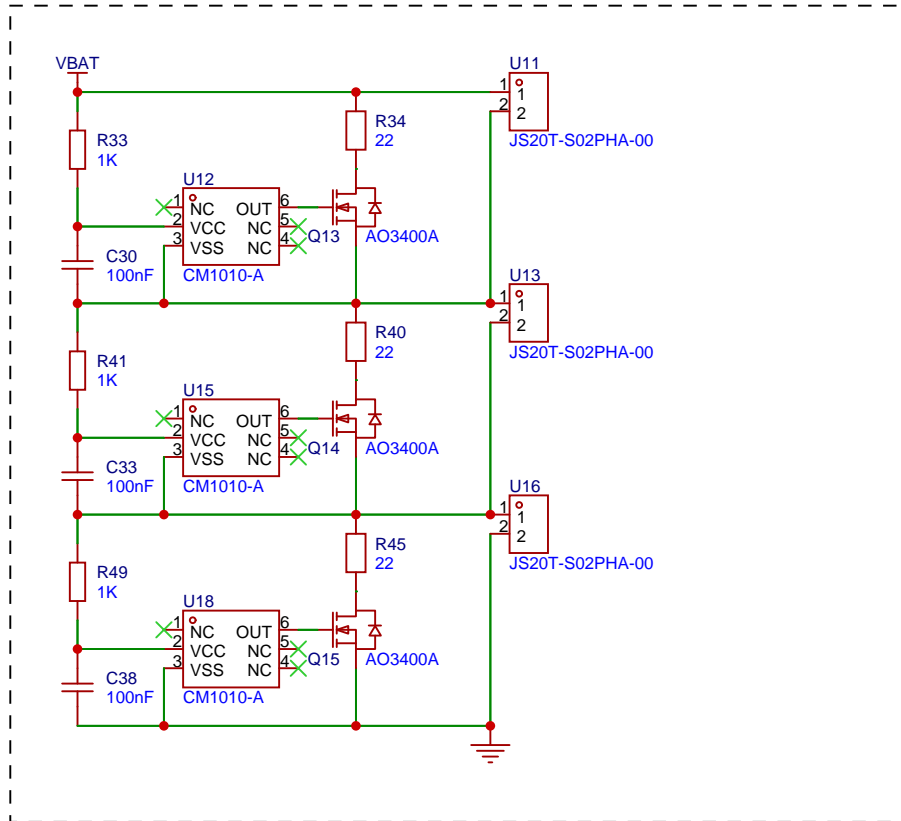 VBAT
U11
1
1
2
2
JS20T-S02PHA-00
R34
22
R33
1K
U12
1
NC
OUT
6
2
VCC
NC
5
3
VSS
NC
4
CM1010-A
Q13
AO3400A
C30
100nF
U13
1
1
2
2
JS20T-S02PHA-00
R40
22
R41
1K
U15
1
NC
OUT
6
2
VCC
NC
5
3
VSS
NC
4
CM1010-A
Q14
AO3400A
C33
100nF
U16
1
1
2
2
JS20T-S02PHA-00
R45
22
R49
1K
U18
1
NC
OUT
6
2
VCC
NC
5
3
VSS
NC
4
CM1010-A
Q15
AO3400A
C38
100nF